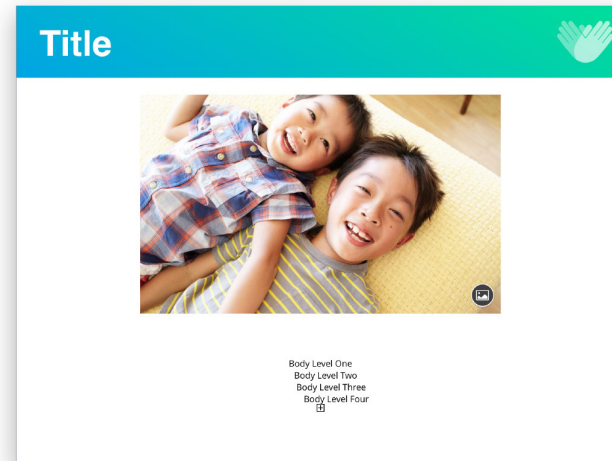 Title
Body Level One
Body Level Two
Body Level Three
Body Level Four